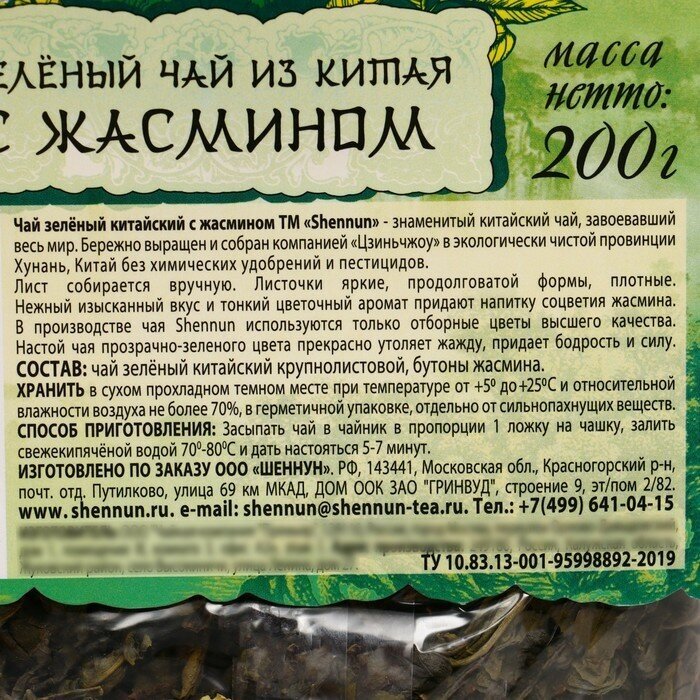 ЕЛЁНЫЙ ЧАЙ ИЗ КИТАЯ
С ЖАСМИНОМ
масса
нетто:
200г
Чай зелёный китайский с жасмином ТМ «Shennun» - знаменитый китайский чай, завоевавший
весь мир. Бережно выращен и собран компанией «Цзиньчжоу» в экологически чистой провинции
Хунань, Китай без химических удобрений и пестицидов.
Лист собирается вручную. Листочки яркие, продолговатой формы, плотные.
Нежный изысканный вкус и тонкий цветочный аромат придают напитку соцветия жасмина.
В производстве чая Shennun используются только отборные цветы высшего качества.
Настой чая прозрачно-зеленого цвета прекрасно утоляет жажду, придает бодрость и силу.
СОСТАВ: чай зелёный китайский крупнолистовой, бутоны жасмина.
ХРАНИТЬ в сухом прохладном темном месте при температуре от +5⁰ до +25⁰С и относительной
влажности воздуха не более 70%, в герметичной упаковке, отдельно от сильнопахнущих веществ.
СПОСОБ ПРИГОТОВЛЕНИЯ: Засыпать чай в чайник в пропорции 1 ложку на чашку, залить
свежекипячёной водой 70⁰-80⁰С и дать настояться 5-7 минут.
ИЗГОТОВЛЕНО ПО ЗАКАЗУ ООО «ШЕННУН». РФ, 143441, Московская обл., Красногорский р-н,
почт. отд. Путилково, улица 69 км МКАД, ДОМ ООК ЗАО "ГРИНВУД", строение 9, эт/пом 2/82.
www.shennun.ru. e-mail: shennun@shennun-tea.ru. Тел.: +7(499) 641-04-15
ТУ 10.83.13-001-95998892-2019